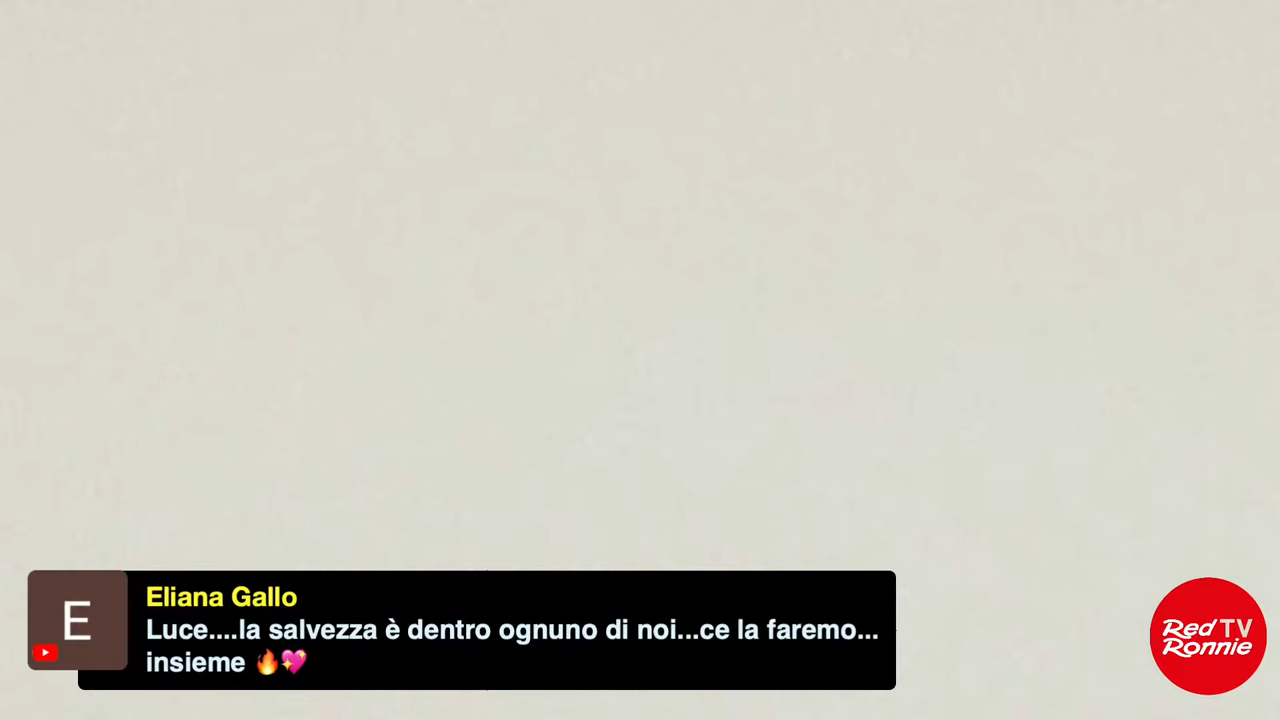 E
Eliana Gallo
Luce....la salvezza è dentro ognuno di noi...ce la faremo...
insieme 🔥💖
Red TV
Ronnie